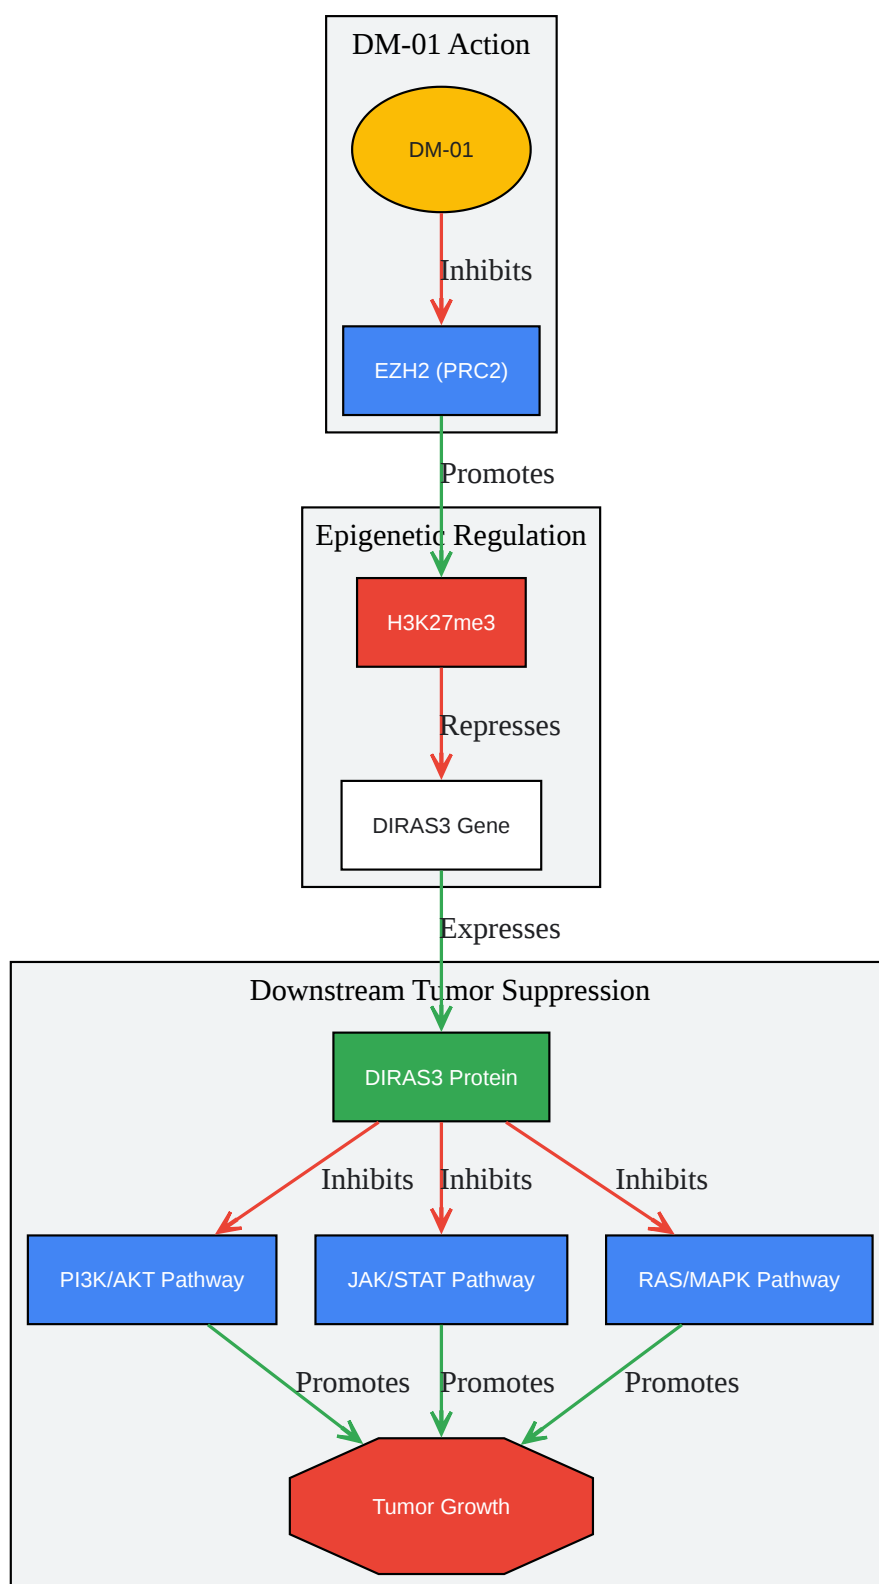 DM-01 Action
DM-01
Inhibits
EZH2 (PRC2)
Promotes
Epigenetic Regulation
H3K27me3
Represses
DIRAS3 Gene
Expresses
Downstream Tumor Suppression
DIRAS3 Protein
Inhibits Inhibits Inhibits
PI3K/AKT Pathway JAK/STAT Pathway RAS/MAPK Pathway
Promotes Promotes Promotes
Tumor Growth